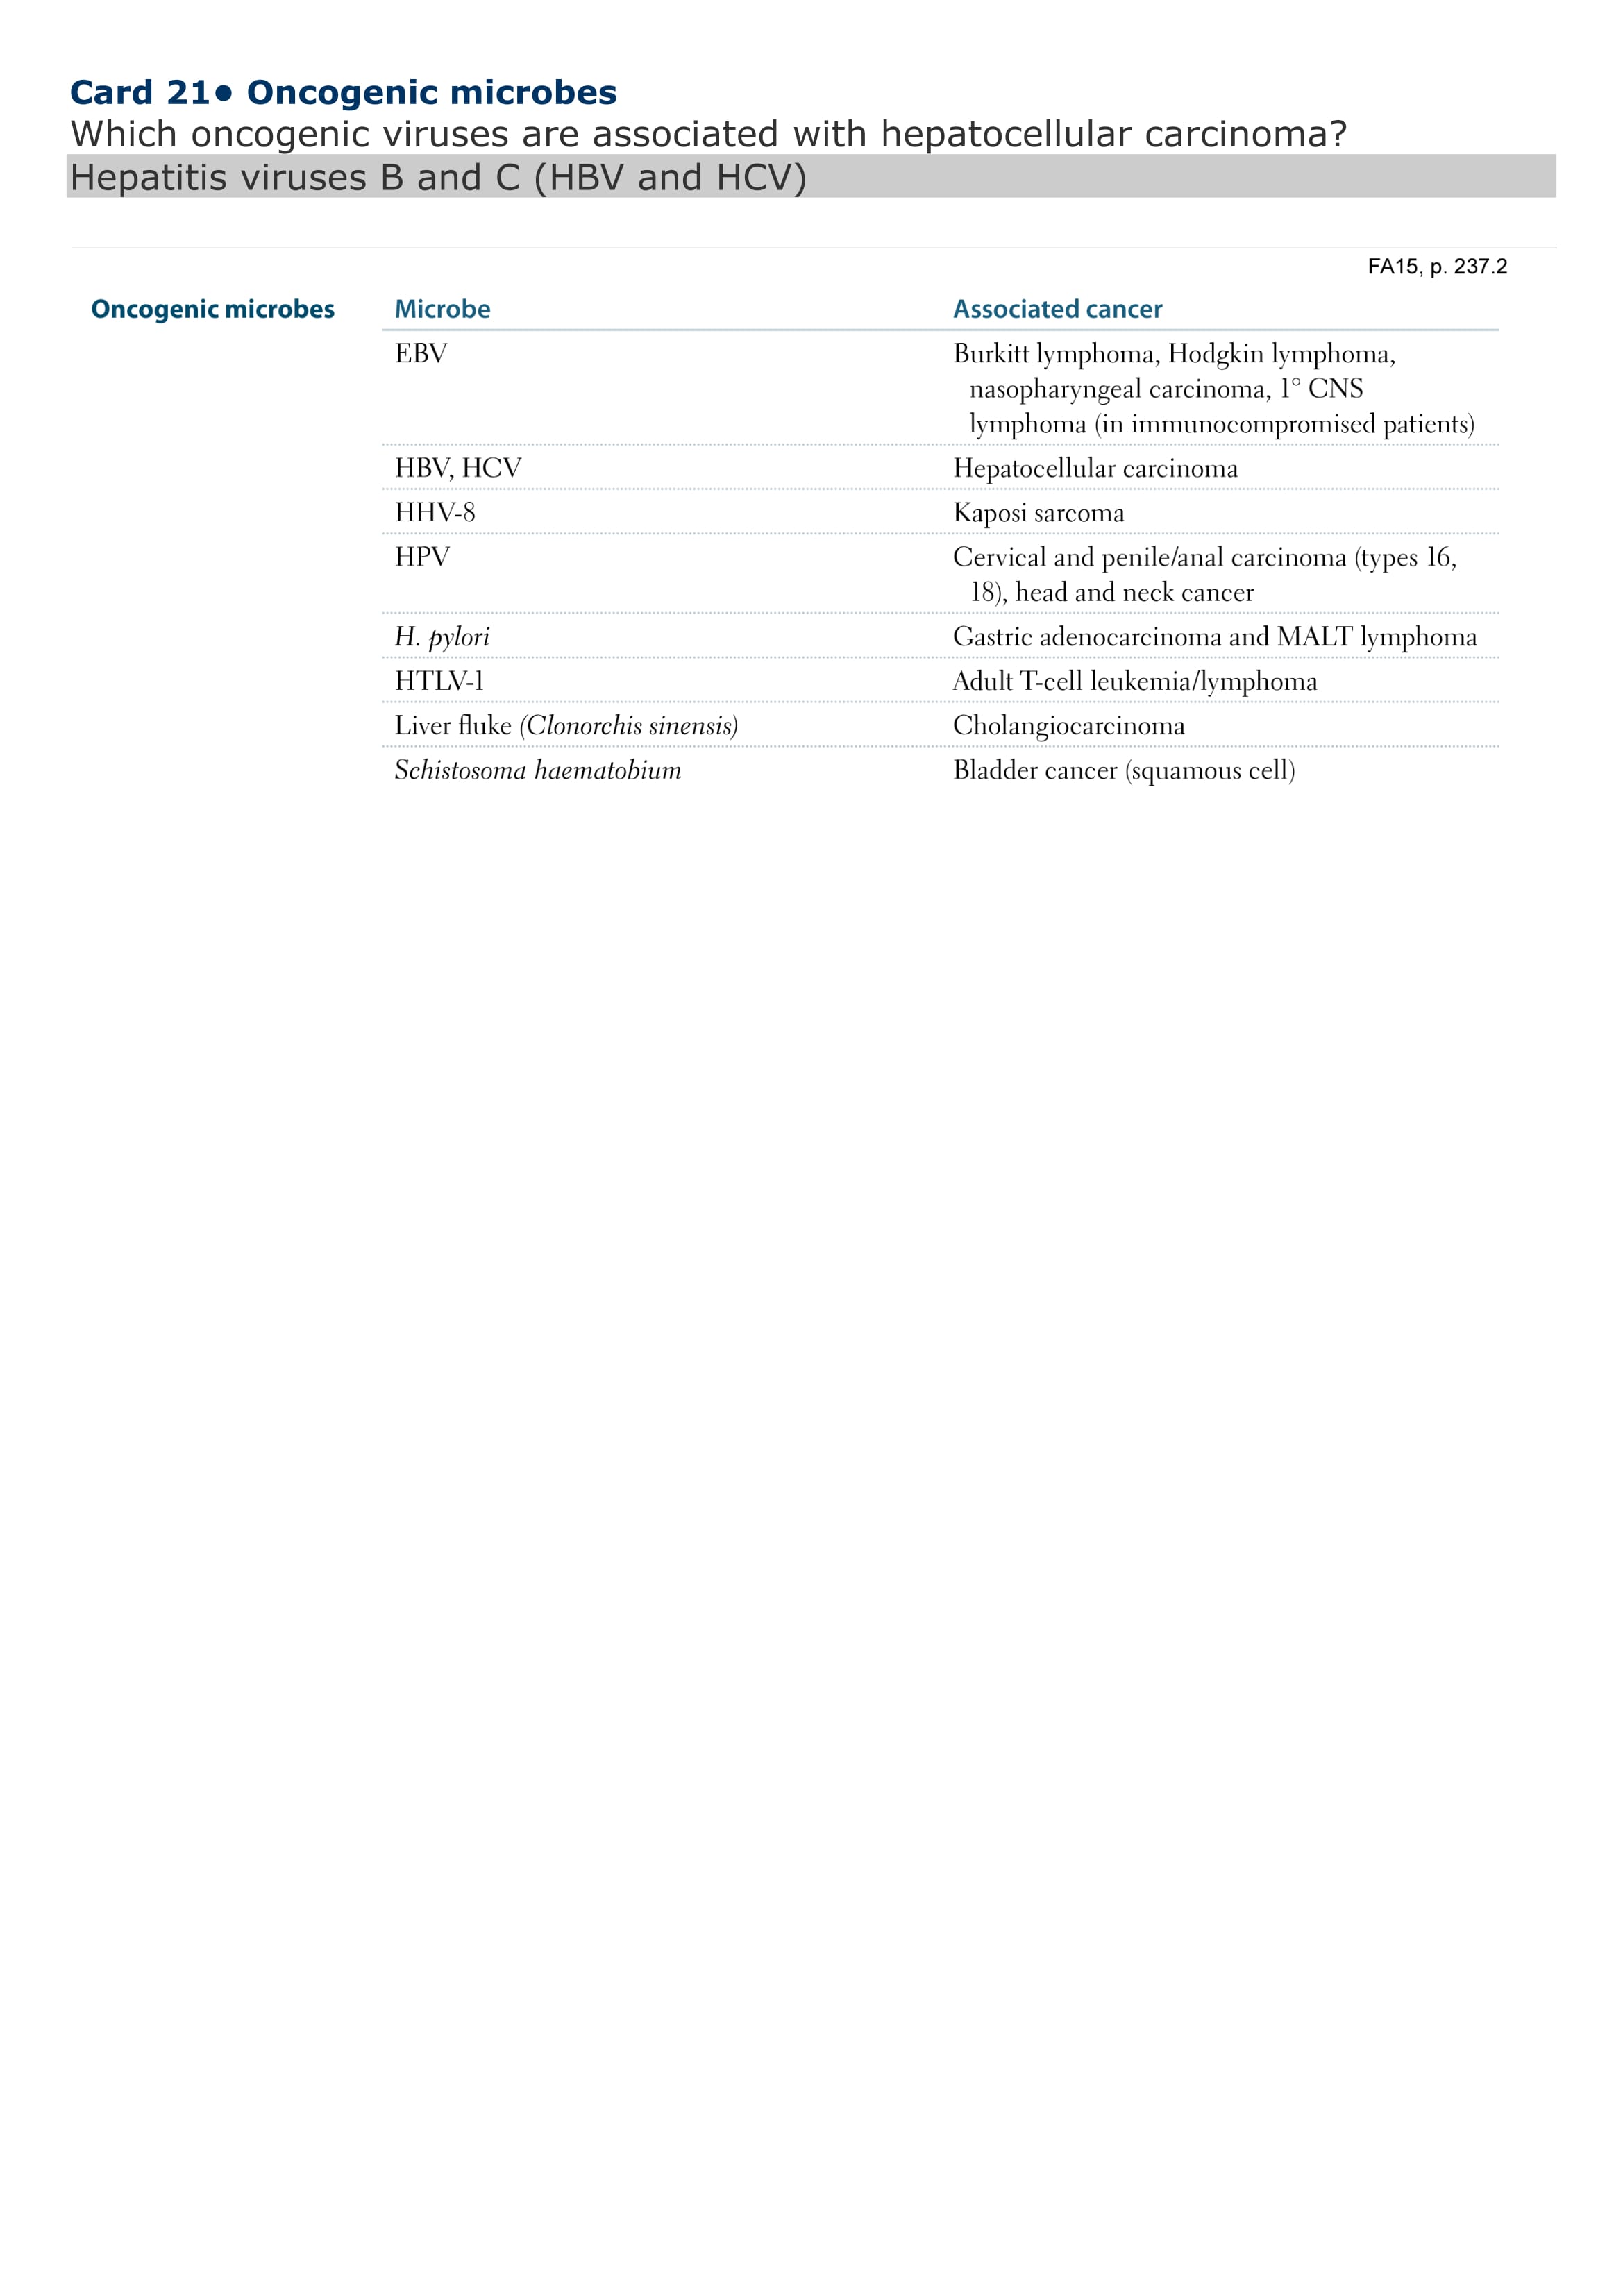 Card 21● Oncogenic microbes
Which oncogenic viruses are associated with hepatocellular carcinoma?
Hepatitis viruses B and C (HBV and HCV)
FA15, p. 237.2
Oncogenic microbes Microbe Associated cancer
EBV Burkitt lymphoma, Hodgkin lymphoma,
nasopharyngeal carcinoma, 1° CNS
lymphoma (in immunocompromised patients)
HBV, HCV Hepatocellular carcinoma
HHV-8 Kaposi sarcoma
HPV Cervical and penile/anal carcinoma (types 16,
18), head and neck cancer
H. pylori Gastric adenocarcinoma and MALT lymphoma
HTLV-1 Adult T-cell leukemia/lymphoma
Liver fluke (Clonorchis sinensis) Cholangiocarcinoma
Schistosoma haematobium Bladder cancer (squamous cell)